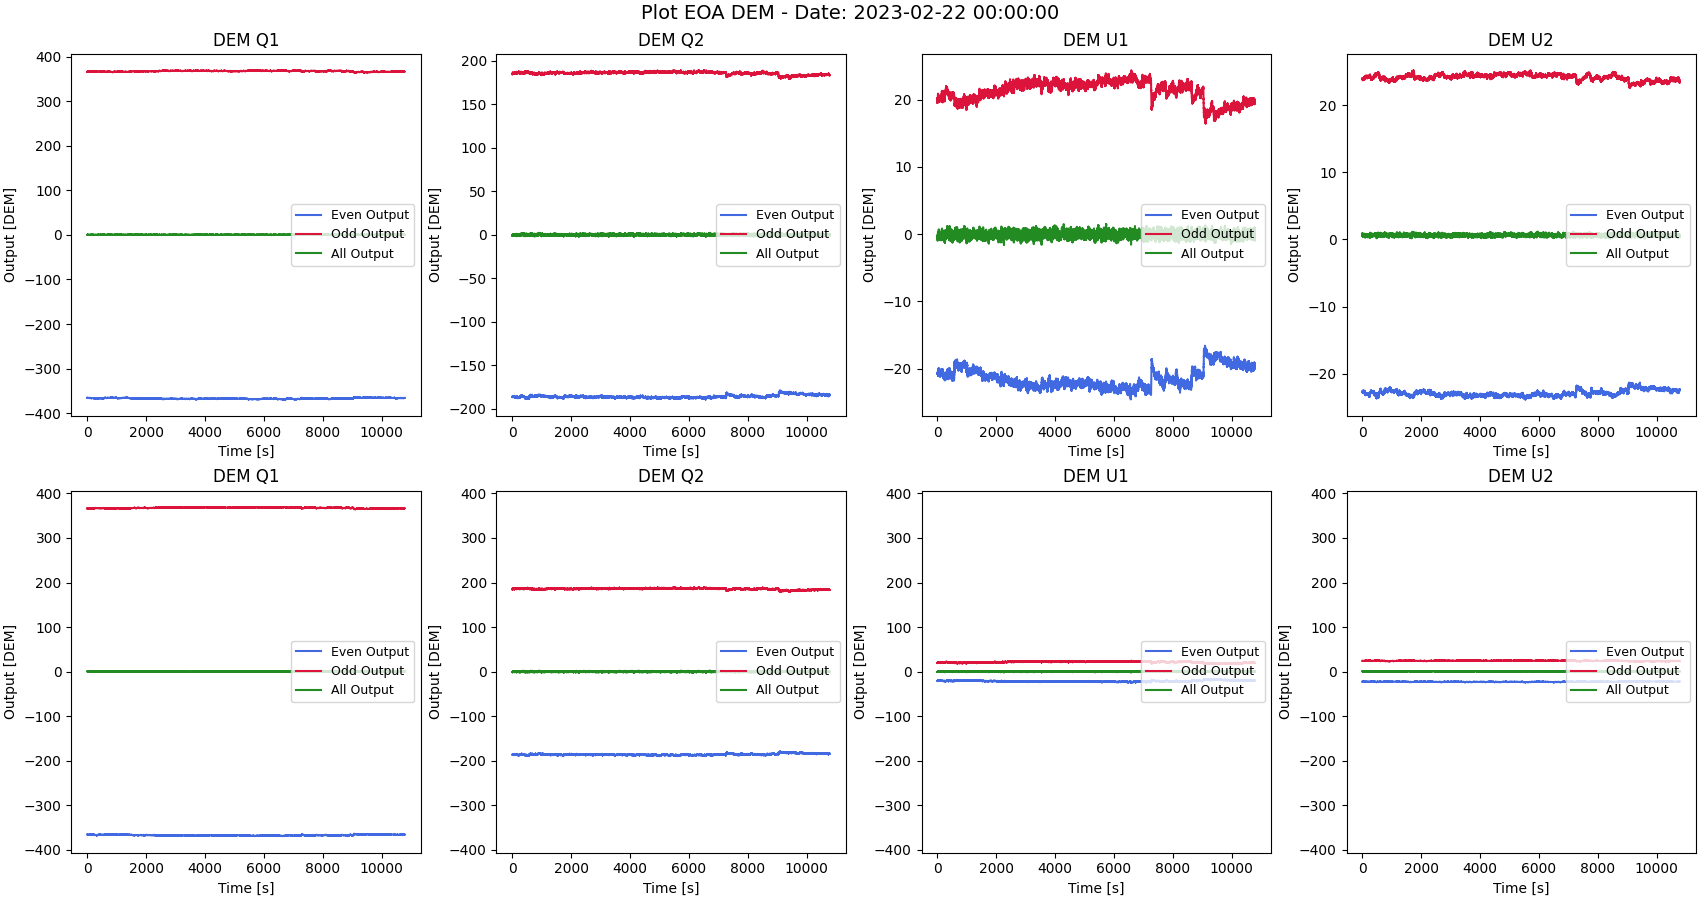 Plot EOA DEM - Date: 2023-02-22 00:00:00
DEM Q1
Output [DEM]
400
300
200
100
0
−100
−200
−300
−400
Even Output
Odd Output
All Output
0 2000 4000 6000 8000 10000
Time [s]
DEM Q2
Output [DEM]
200
150
100
50
0
−50
−100
−150
−200
Even Output
Odd Output
All Output
0 2000 4000 6000 8000 10000
Time [s]
DEM U1
Output [DEM]
20
10
0
−10
−20
Even Output
Odd Output
All Output
0 2000 4000 6000 8000 10000
Time [s]
DEM U2
Output [DEM]
20
10
0
−10
−20
Even Output
Odd Output
All Output
0 2000 4000 6000 8000 10000
Time [s]
DEM Q1
Output [DEM]
400
300
200
100
0
−100
−200
−300
−400
Even Output
Odd Output
All Output
0 2000 4000 6000 8000 10000
Time [s]
DEM Q2
Output [DEM]
400
300
200
100
0
−100
−200
−300
−400
Even Output
Odd Output
All Output
0 2000 4000 6000 8000 10000
Time [s]
DEM U1
Output [DEM]
400
300
200
100
0
−100
−200
−300
−400
Even Output
Odd Output
All Output
0 2000 4000 6000 8000 10000
Time [s]
DEM U2
Output [DEM]
400
300
200
100
0
−100
−200
−300
−400
Even Output
Odd Output
All Output
0 2000 4000 6000 8000 10000
Time [s]